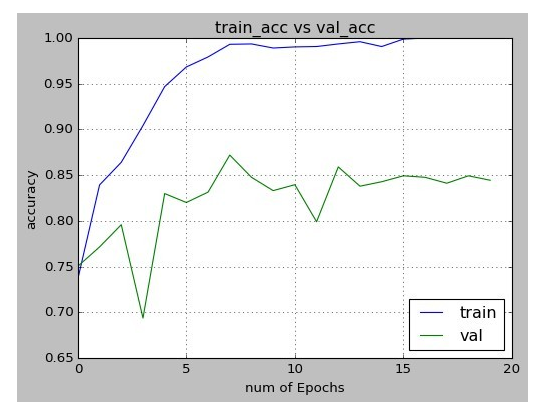 train_acc vs val_acc
1.00
0.95
0.90
0.85
0.80
0.75
0.70
0.65
accuracy
0 5 10 15 20
num of Epochs
train
val